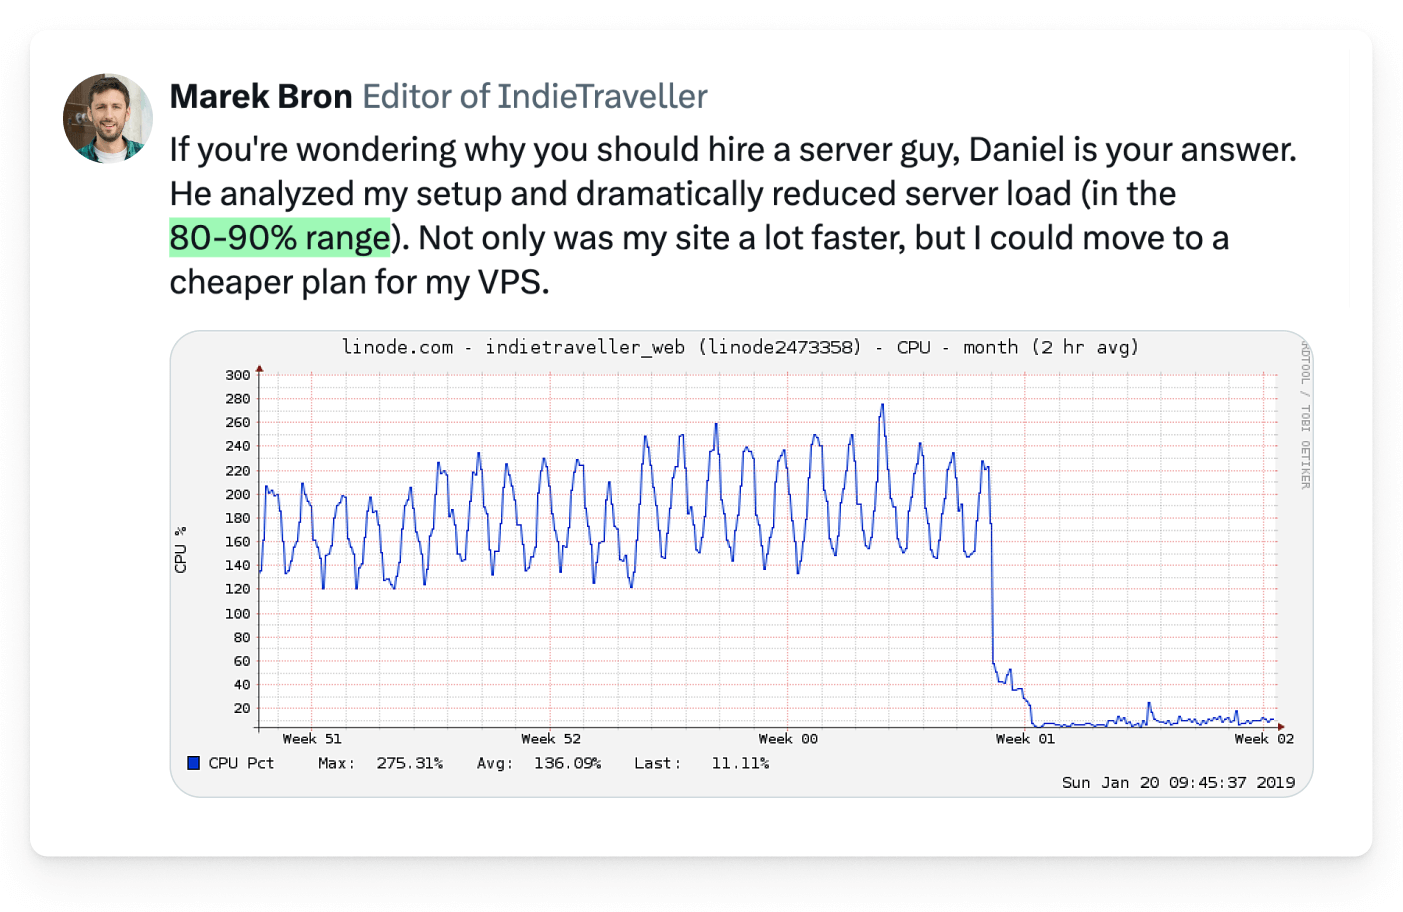 Marek Bron Editor of IndieTraveller
If you're wondering why you should hire a server guy, Daniel is your answer.
He analyzed my setup and dramatically reduced server load (in the
80-90% range). Not only was my site a lot faster, but I could move to a
cheaper plan for my VPS.
linode.com - indietraveller_web (linode2473358) - CPU - month (2 hr avg)
300
280
260
240
220
200
180
160
140
120
100
80
60
40
20
CPU %
Week 51 Week 52 Week 00 Week 01 Week 02
CPU Pct Max: 275.31% Avg: 136.09% Last: 11.11%
Sun Jan 20 09:45:37 2019
RDTOOL / TOBI OETIKER